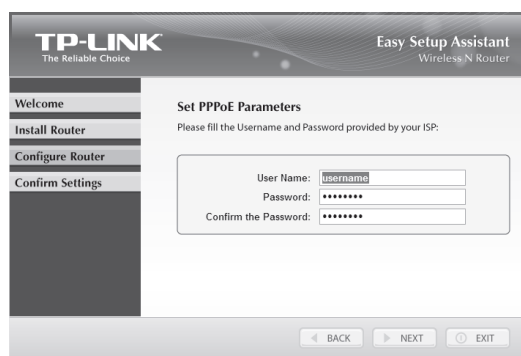 TP-LINK
The Reliable Choice
Easy Setup Assistant
Wireless N Router
Welcome
Install Router
Configure Router
Confirm Settings
Set PPPoE Parameters
Please fill the Username and Password provided by your ISP:
User Name: username
Password: ••••••••
Confirm the Password: ••••••••
BACK NEXT EXIT